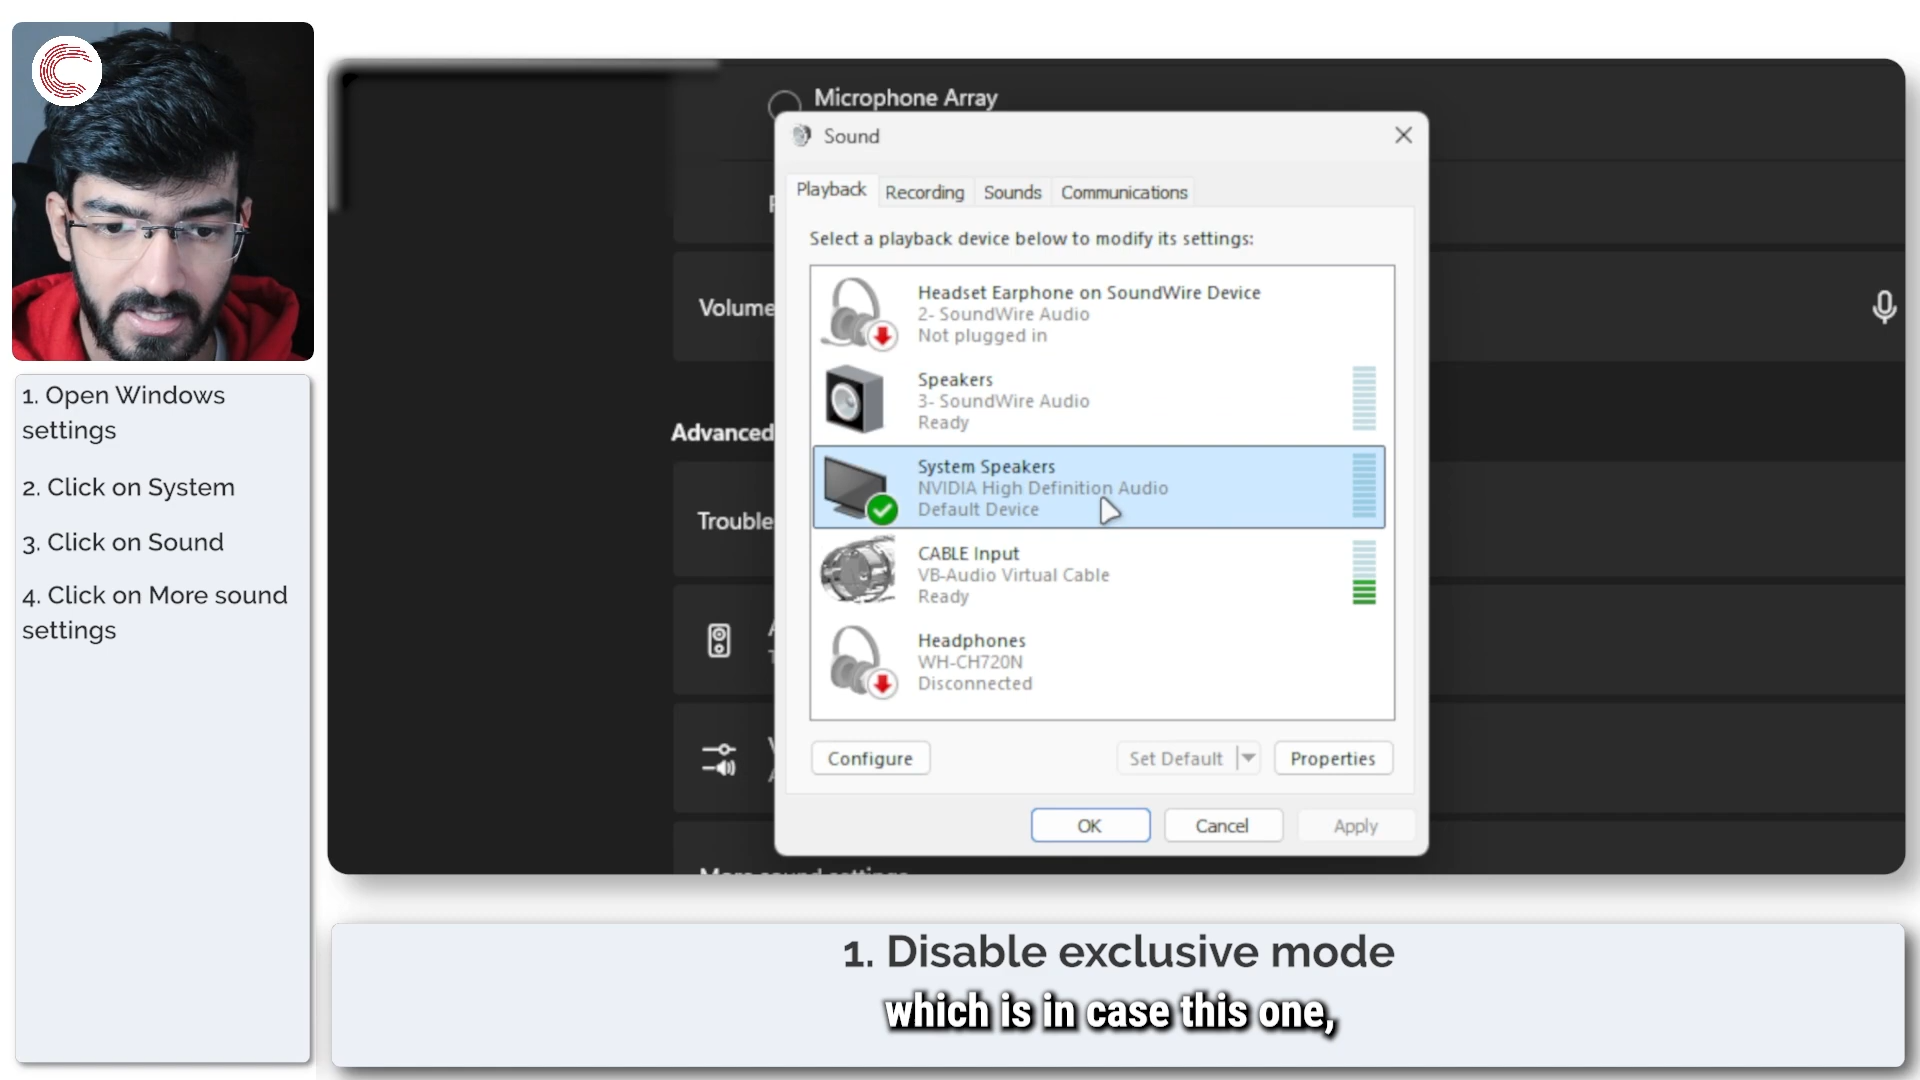 1. Open Windows
settings
2. Click on System
3. Click on Sound
4. Click on More sound
settings
Microphone Array
Sound
Playback
Recording
Sounds
Communications
Select a playback device below to modify its settings:
Headset Earphone on SoundWire Device
2- SoundWire Audio
Not plugged in
Speakers
3- SoundWire Audio
Ready
System Speakers
NVIDIA High Definition Audio
Default Device
CABLE Input
VB-Audio Virtual Cable
Ready
Headphones
WH-CH720N
Disconnected
Configure
Set Default
Properties
OK
Cancel
Apply
Volume
Advanced
Trouble
More sound settings
1. Disable exclusive mode
which is in case this one,